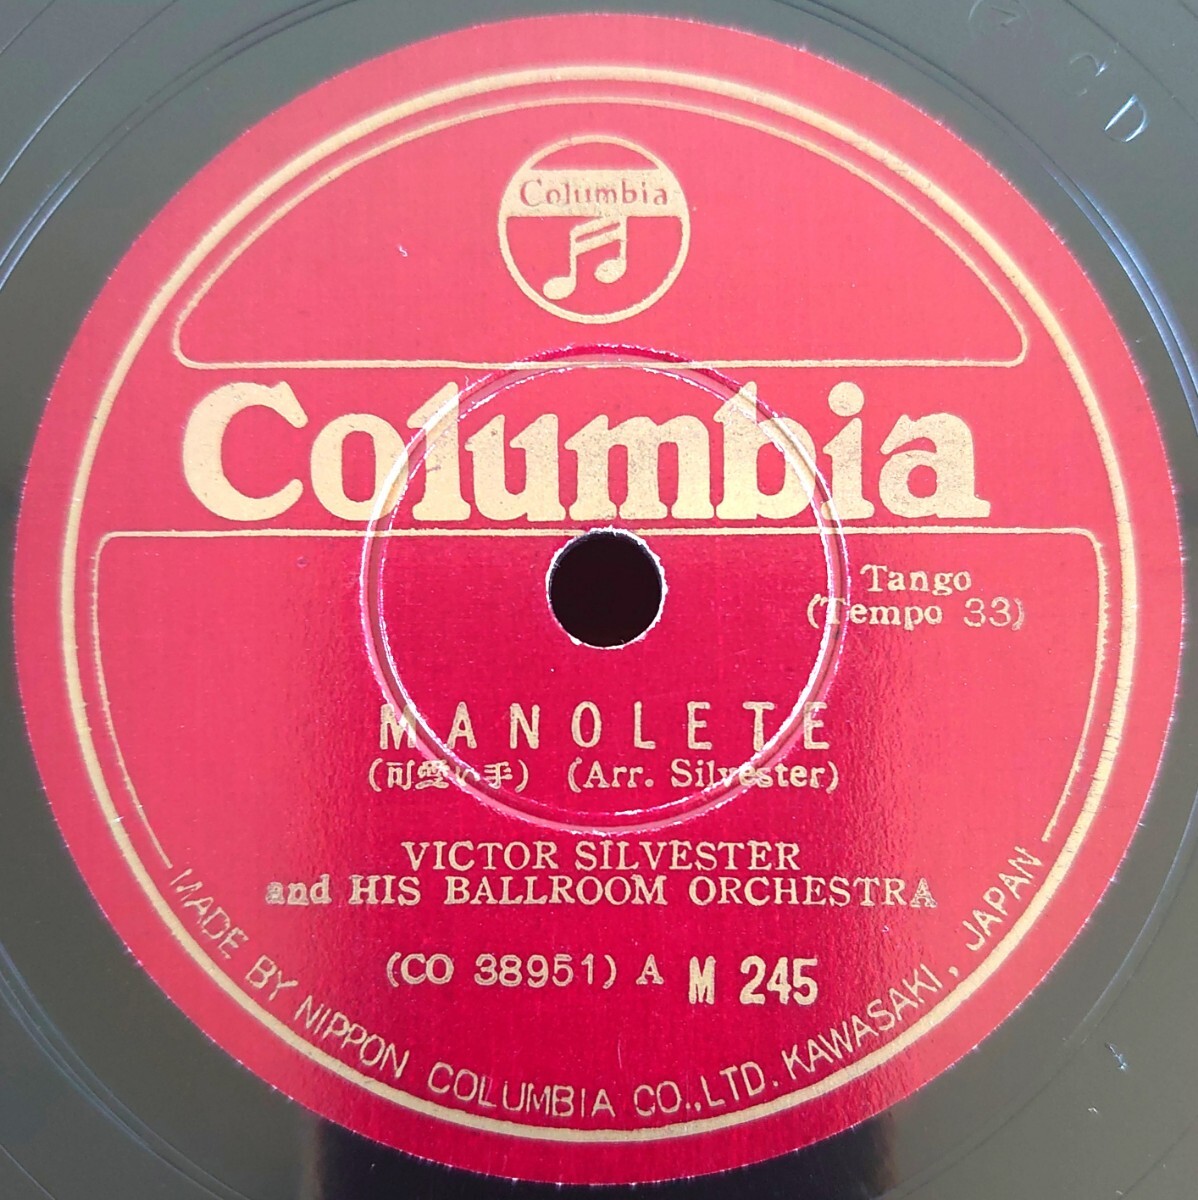 CD
Columbia
Columbia
Tango
(Tempo 33)
MANOLETE
(可愛い手) (Arr. Silvester)
VICTOR SILVESTER
and HIS BALLROOM ORCHESTRA
(CO 38951) A M 245
MADE BY NIPPON COLUMBIA CO., LTD. KAWASAKI, JAPAN